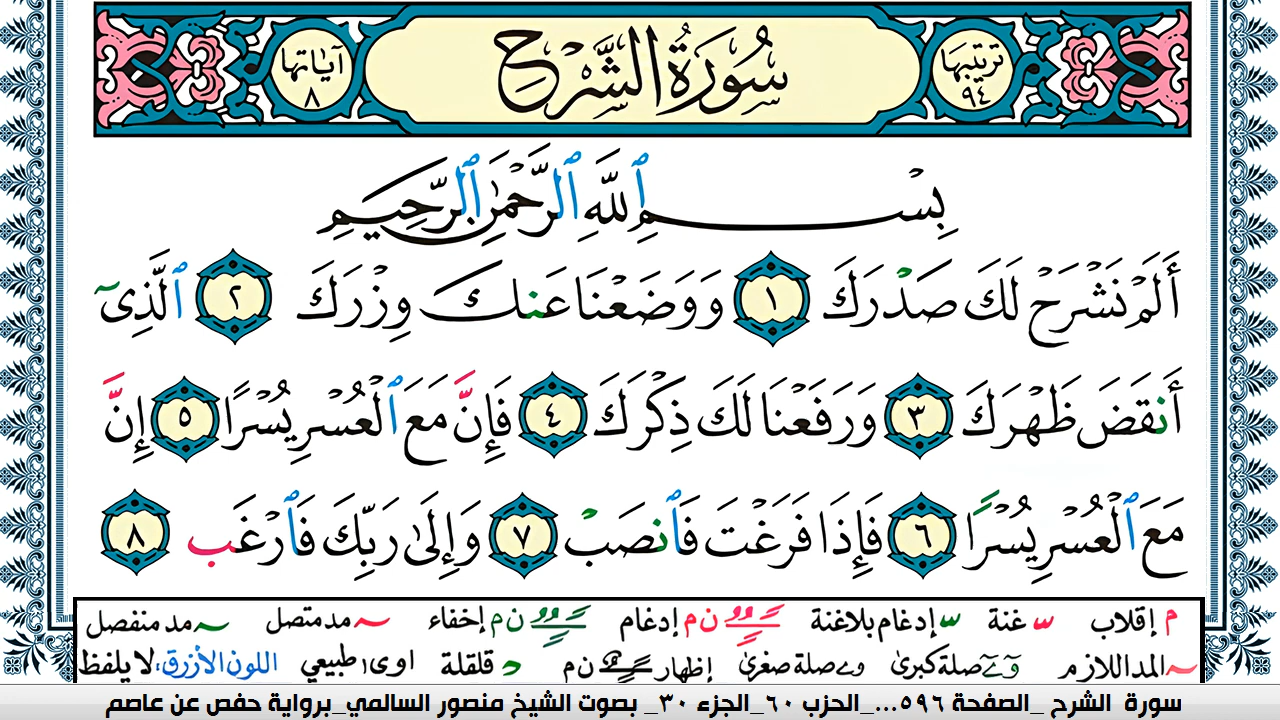 ترتيبها ٩٤ سُورَةُ الشَّرْحِ آياتها ٨
بِسْمِ ٱللَّهِ ٱلرَّحْمَٰنِ ٱلرَّحِيمِ
أَلَمْ نَشْرَحْ لَكَ صَدْرَكَ ١ وَوَضَعْنَا عَنكَ وِزْرَكَ ٢ ٱلَّذِىٓ
أَنقَضَ ظَهْرَكَ ٣ وَرَفَعْنَا لَكَ ذِكْرَكَ ٤ فَإِنَّ مَعَ ٱلْعُسْرِ يُسْرًا ٥ إِنَّ
مَعَ ٱلْعُسْرِ يُسْرًا ٦ فَإِذَا فَرَغْتَ فَٱنصَبْ ٧ وَإِلَىٰ رَبِّكَ فَٱرْغَب ٨
م إقلاب غنة إدغام بلاغنة ن م إدغام ن م إخفاء مد متصل مد منفصل
المد اللازم صلة كبرى صلة صغرى إظهار ن م قلقلة اوى طبيعي اللون الأزرق، لا يلفظ
سورة الشرح _الصفحة ٥٩٦..._الحزب ٦٠_الجزء ٣٠_ بصوت الشيخ منصور السالمي_برواية حفص عن عاصم